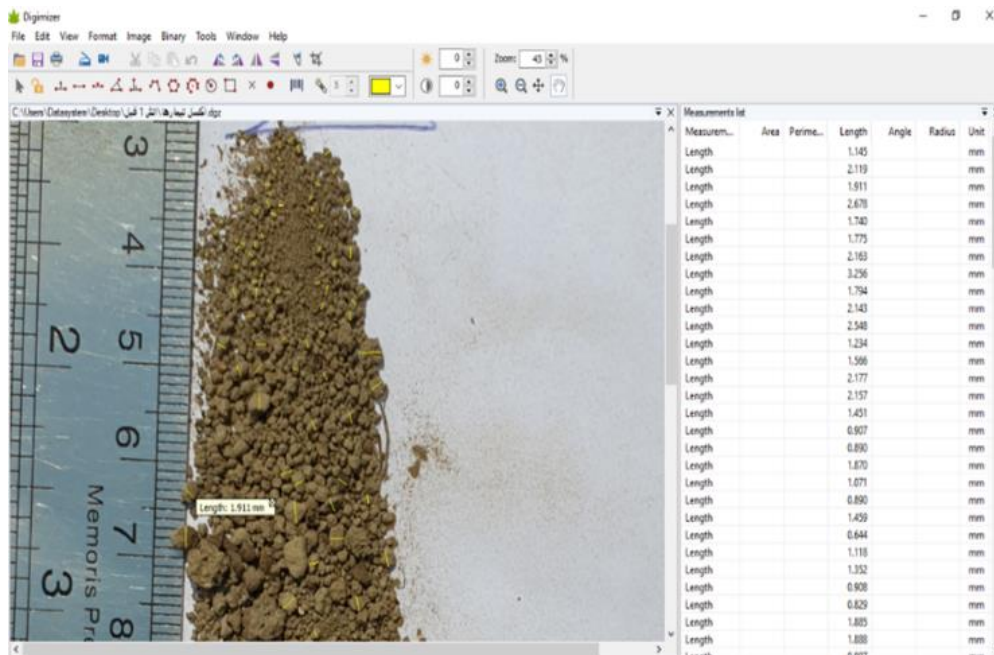 Digimizer
File Edit View Format Image Binary Tools Window Help
0 Zoom: 43 %
0
C:\Users\Datasystem\Desktop\
.dgz
Measurements list
Measurem... Area Perime... Length Angle Radius Unit
Length 1.145 mm
Length 2.119 mm
Length 1.911 mm
Length 2.678 mm
Length 1.740 mm
Length 1.775 mm
Length 2.163 mm
Length 3.256 mm
Length 1.794 mm
Length 2.143 mm
Length 2.548 mm
Length 1.234 mm
Length 1.566 mm
Length 2.177 mm
Length 2.157 mm
Length 1.451 mm
Length 0.907 mm
Length 0.890 mm
Length 1.870 mm
Length 1.071 mm
Length 0.890 mm
Length 1.459 mm
Length 0.644 mm
Length 1.118 mm
Length 1.352 mm
Length 0.908 mm
Length 0.829 mm
Length 1.885 mm
Length 1.888 mm
3
4
5
6
7
8
2
3
Memoris Pr
Length: 1.911 mm